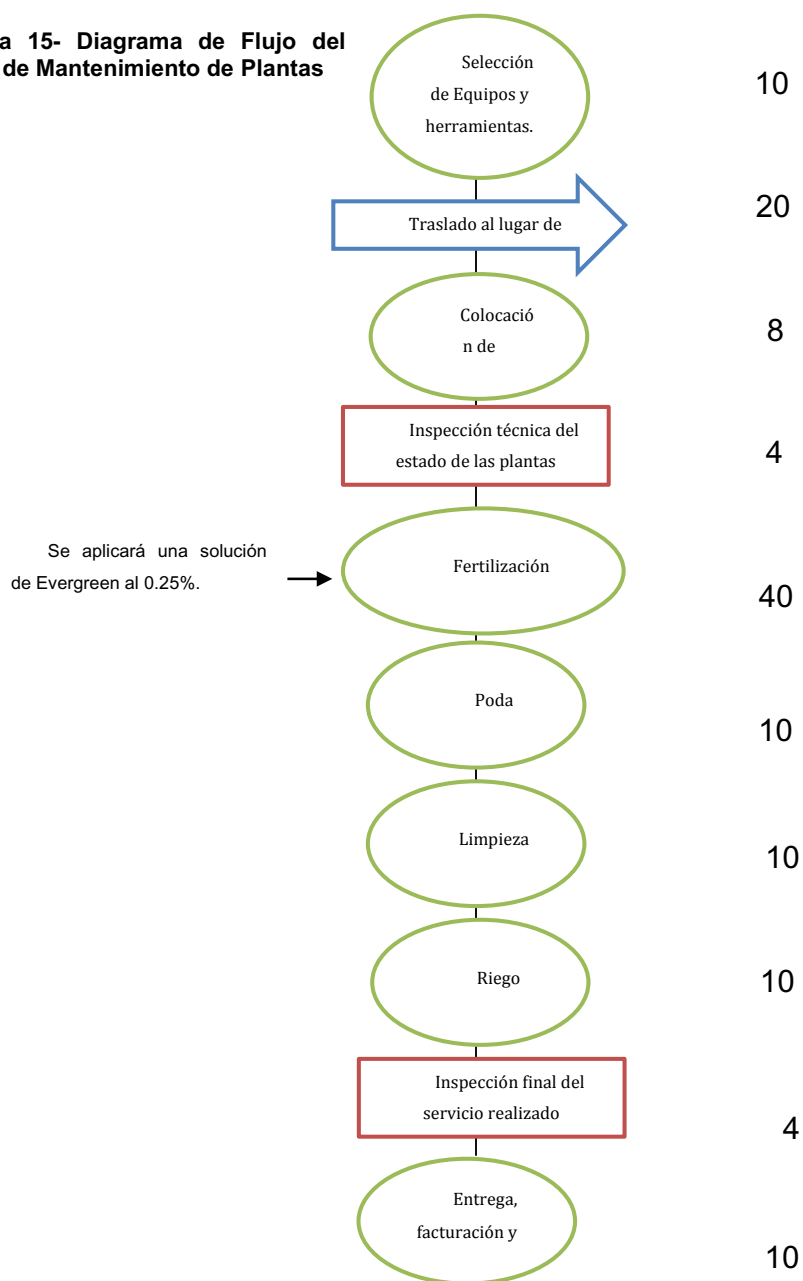 a 15- Diagrama de Flujo del
de Mantenimiento de Plantas
Selección
de Equipos y
herramientas.
10
Traslado al lugar de
20
Colocació
n de
8
Inspección técnica del
estado de las plantas
4
Se aplicará una solución
de Evergreen al 0.25%.
Fertilización
40
Poda
10
Limpieza
10
Riego
10
Inspección final del
servicio realizado
4
Entrega,
facturación y
10